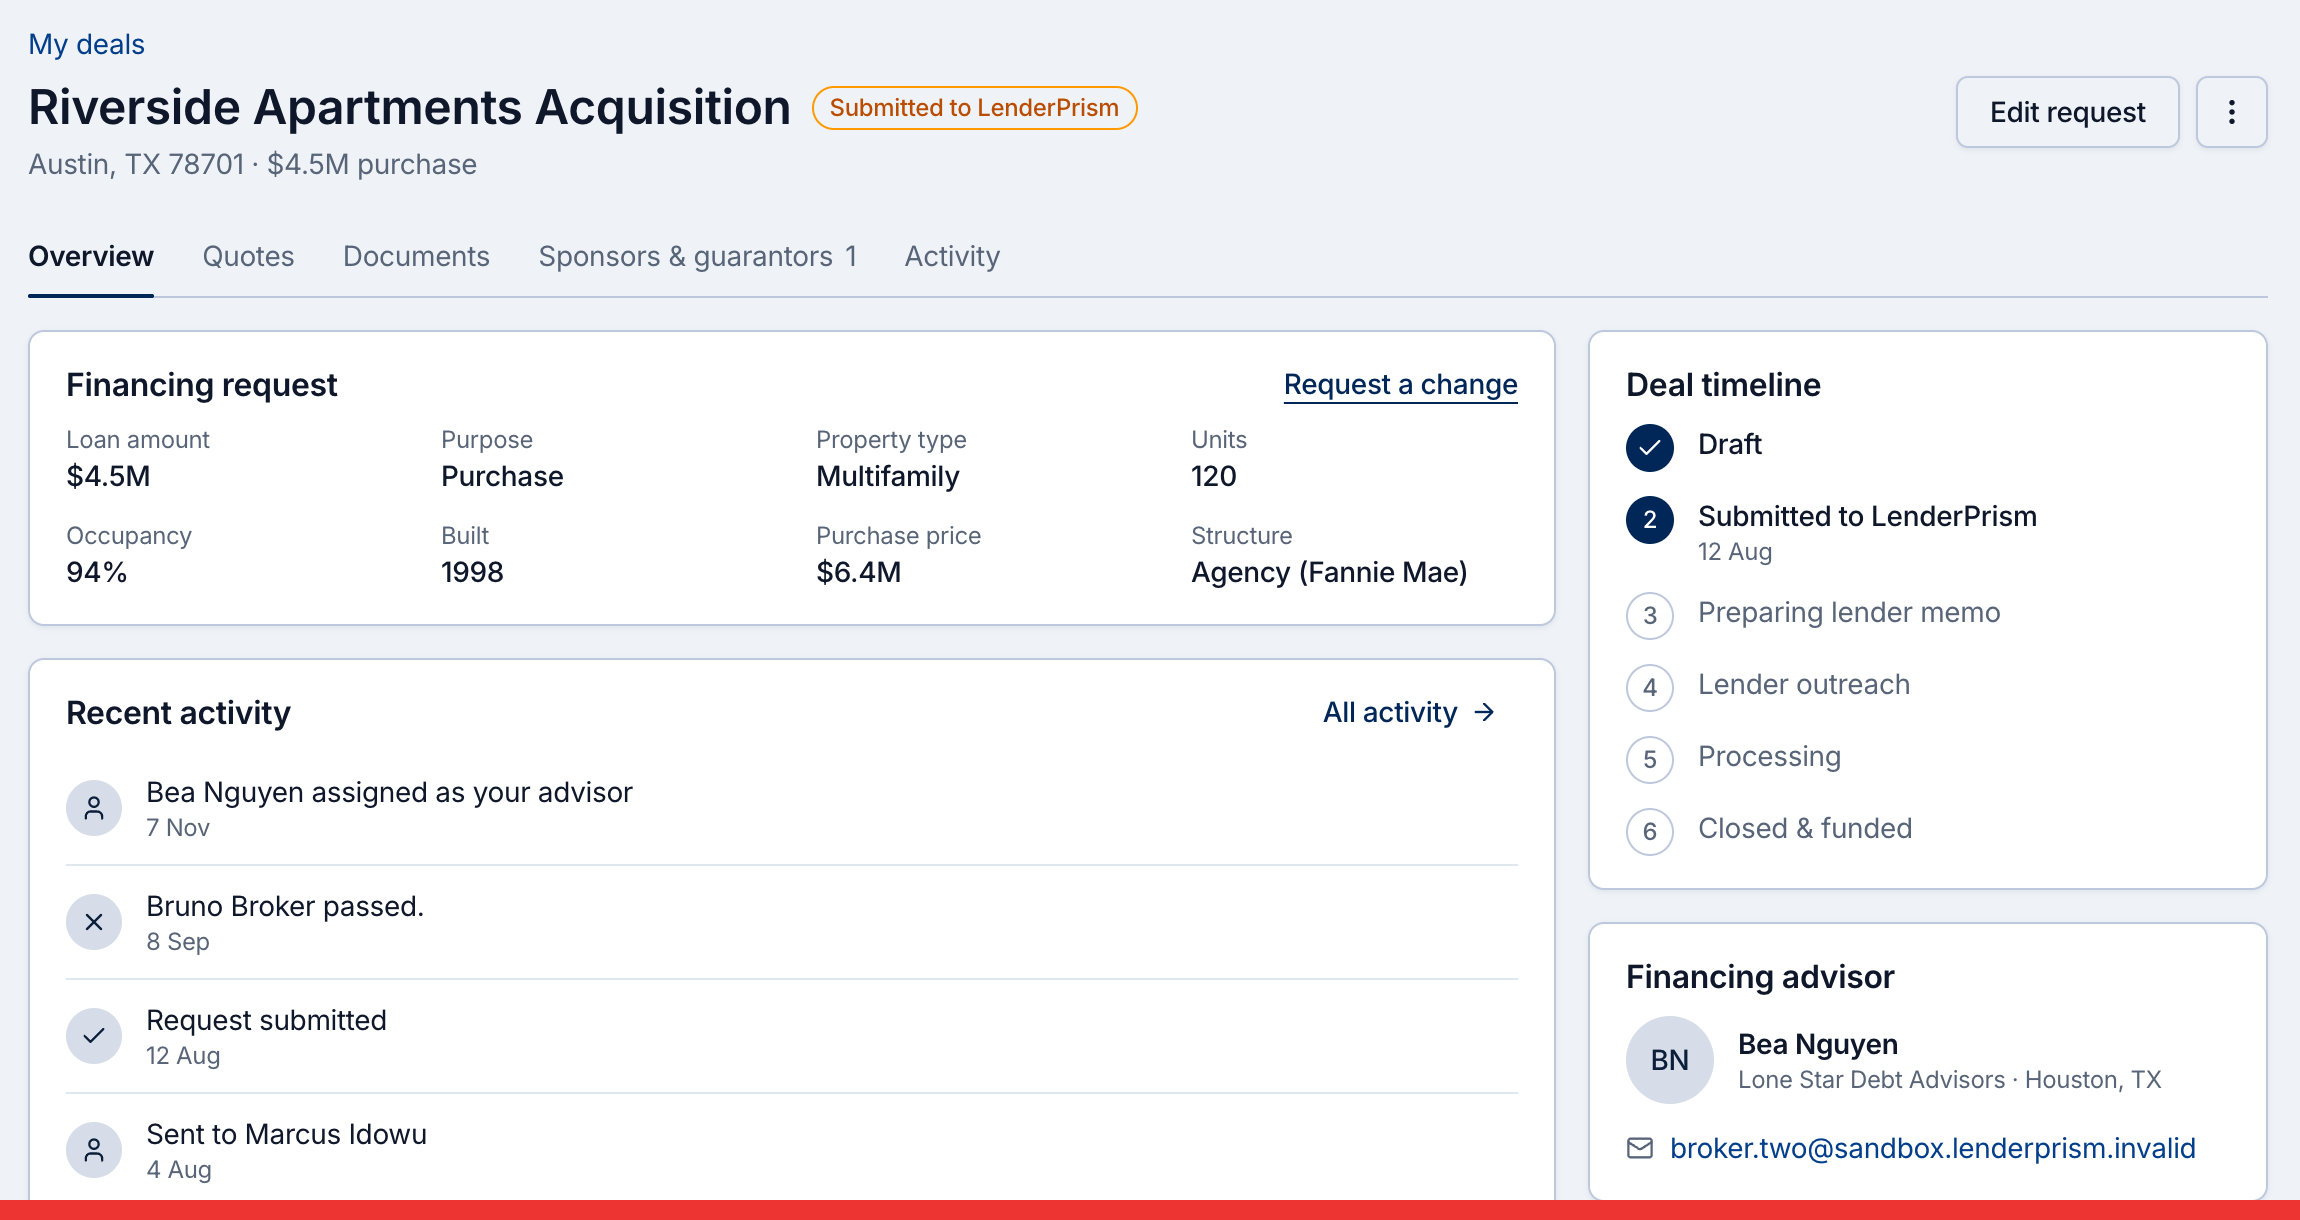 My deals
Riverside Apartments Acquisition Submitted to LenderPrism
Austin, TX 78701 · $4.5M purchase
Edit request
Overview Quotes Documents Sponsors & guarantors 1 Activity
Financing request Request a change
Loan amount Purpose Property type Units
$4.5M Purchase Multifamily 120
Occupancy Built Purchase price Structure
94% 1998 $6.4M Agency (Fannie Mae)
Recent activity All activity →
Bea Nguyen assigned as your advisor
7 Nov
Bruno Broker passed.
8 Sep
Request submitted
12 Aug
Sent to Marcus Idowu
4 Aug
Deal timeline
Draft
2 Submitted to LenderPrism
12 Aug
3 Preparing lender memo
4 Lender outreach
5 Processing
6 Closed & funded
Financing advisor
BN
Bea Nguyen
Lone Star Debt Advisors · Houston, TX
broker.two@sandbox.lenderprism.invalid